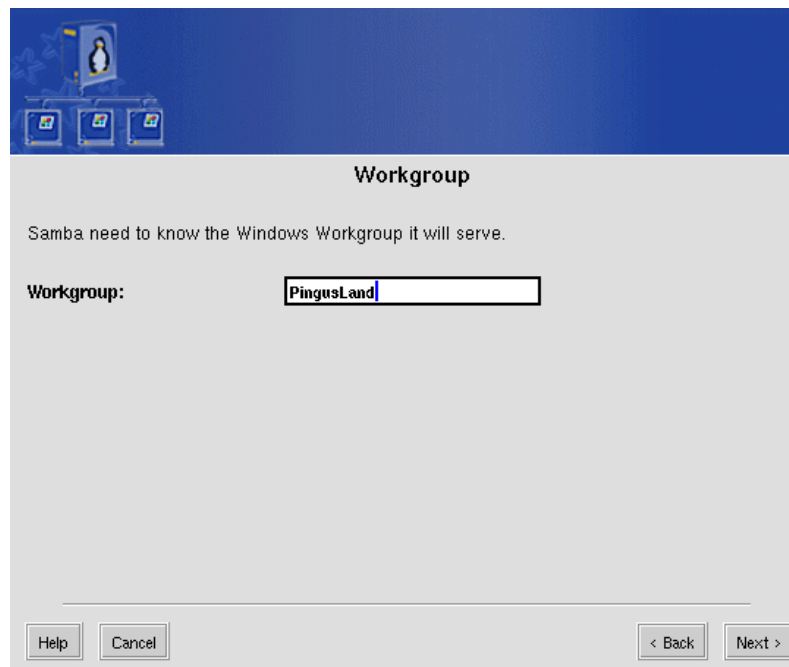 Workgroup
Samba need to know the Windows Workgroup it will serve.
Workgroup: PingusLand
Help Cancel < Back Next >